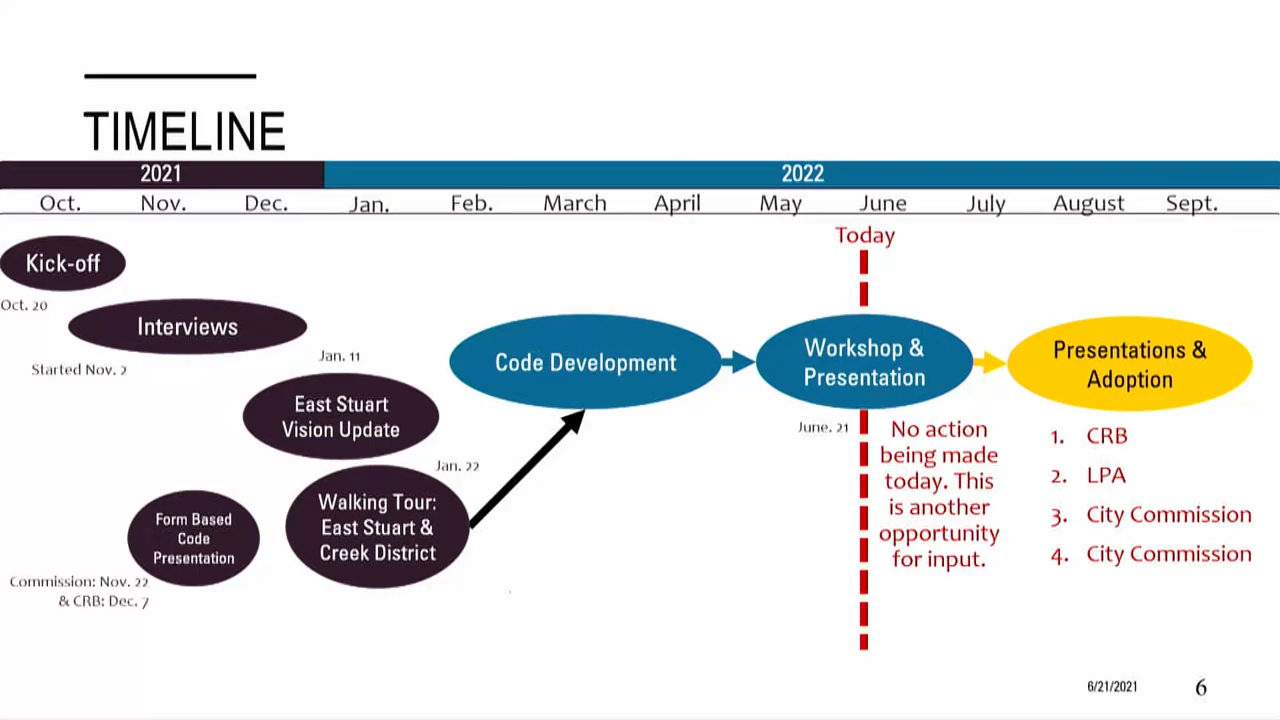 TIMELINE
2021
2022
Oct.
Nov.
Dec.
Jan.
Feb.
March
April
May
June
July
August
Sept.
Today
Kick-off
Oct. 20
Interviews
Started Nov. 2
Jan. 11
East Stuart
Vision Update
Jan. 22
Walking Tour:
East Stuart &
Creek District
Form Based
Code
Presentation
Commission: Nov. 22
& CRB: Dec. 7
Code Development
Workshop &
Presentation
June. 21
No action
being made
today. This
is another
opportunity
for input.
Presentations &
Adoption
1. CRB
2. LPA
3. City Commission
4. City Commission
6/21/2021
6